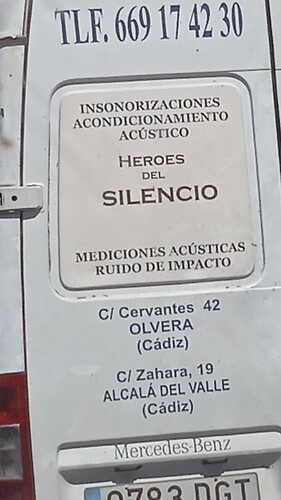 TLF. 669 17 42 30
INSONORIZACIONES
ACONDICIONAMIENTO
ACÚSTICO
HEROES
DEL
SILENCIO
MEDICIONES ACÚSTICAS
RUIDO DE IMPACTO
C/ Cervantes 42
OLVERA
(Cádiz)
C/ Zahara, 19
ALCALÁ DEL VALLE
(Cádiz)
Mercedes-Benz